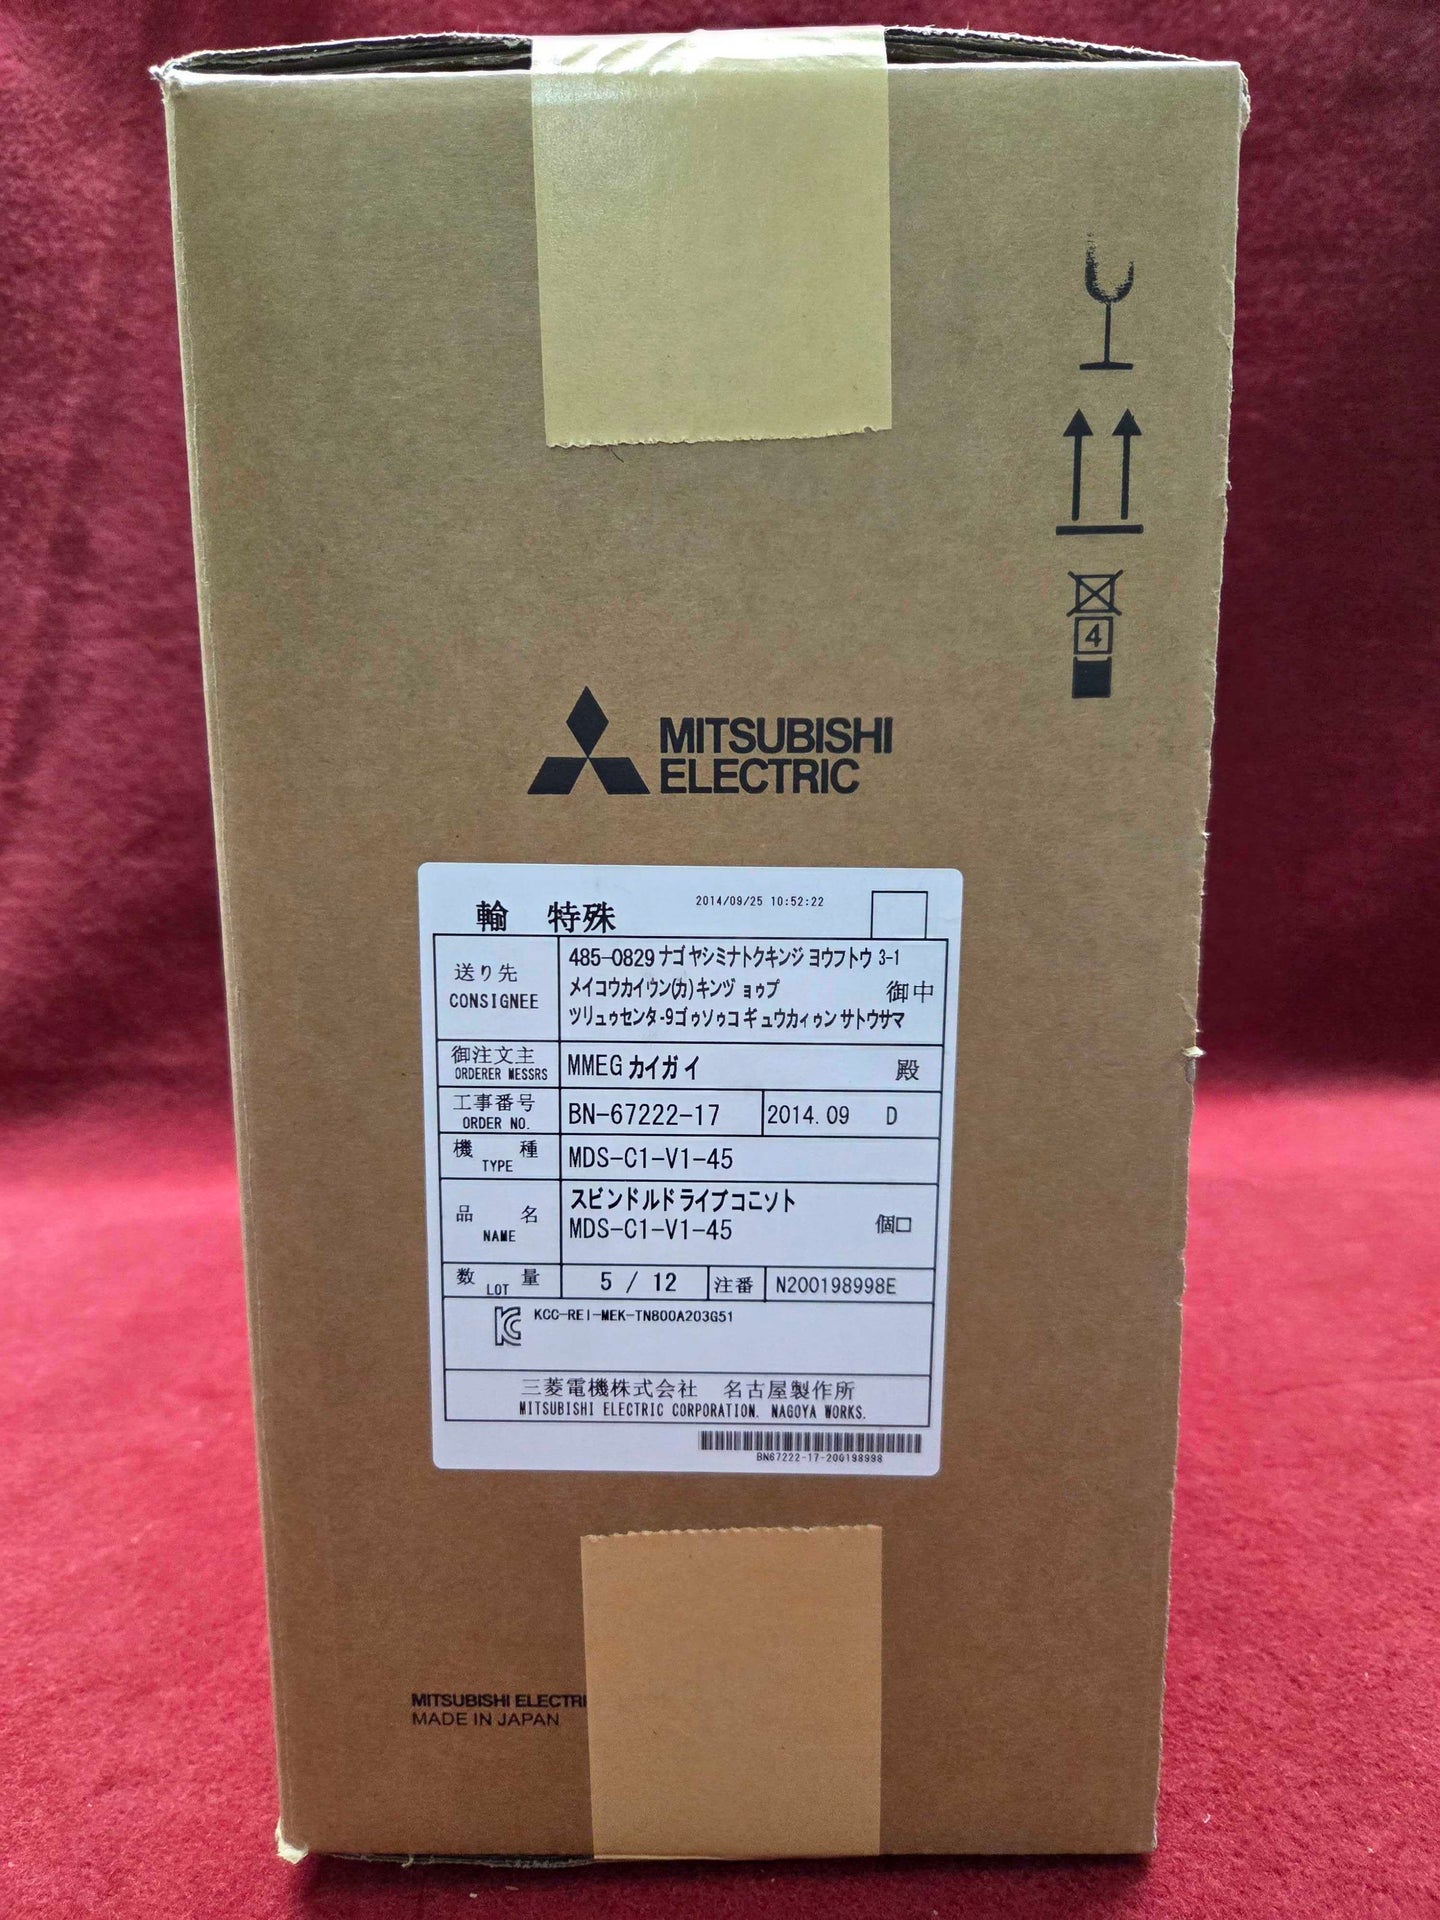 4
MITSUBISHI
ELECTRIC
輸 特殊 2014/09/25 10:52:22
送り先 CONSIGNEE
485-0829 ナゴヤシミナトクキンジョウフトウ 3-1
メイコウカイウン(カ)キンヅョゥプ 御中
ツリュゥセンタ-9ゴゥソゥコギュウカィゥンサトウサマ
御注文主 ORDERER MESSRS MMEG カイガイ 殿
工事番号 ORDER NO. BN-67222-17 2014.09 D
機種 TYPE MDS-C1-V1-45
品名 NAME スピンドルドライブコニソト
MDS-C1-V1-45 個口
数量 LOT 5 / 12 注番 N200198998E
KC KCC-REI-MEK-TN800A203G51
三菱電機株式会社 名古屋製作所
MITSUBISHI ELECTRIC CORPORATION. NAGOYA WORKS.
BN67222-17-200198998
MITSUBISHI ELECTRI
MADE IN JAPAN